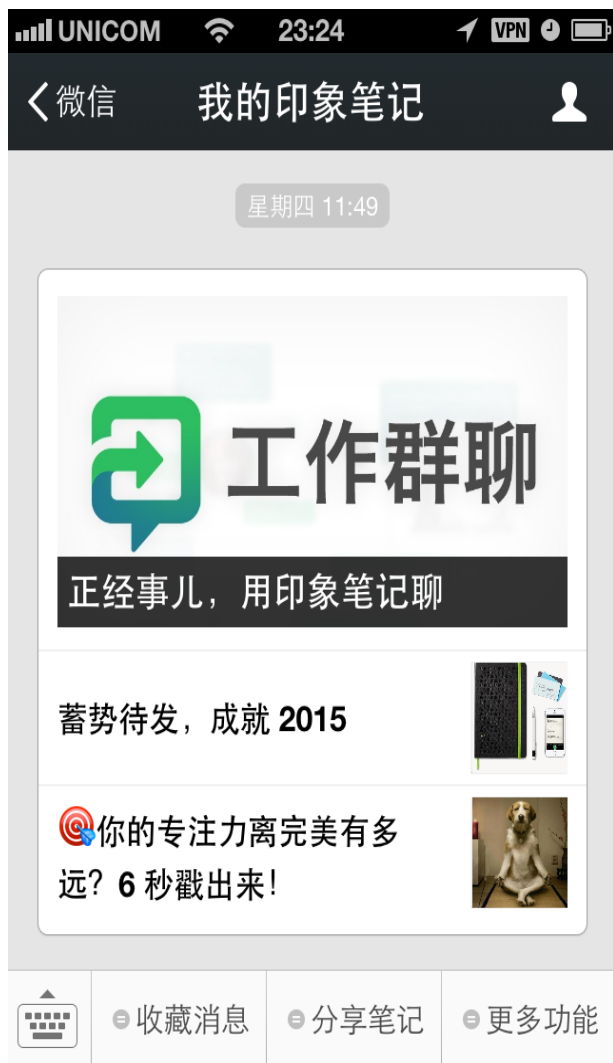 UNICOM 23:24 VPN
微信 我的印象笔记
星期四 11:49
工作群聊
正经事儿，用印象笔记聊
蓄势待发，成就 2015
你的专注力离完美有多
远？6 秒戳出来！
收藏消息 分享笔记 更多功能